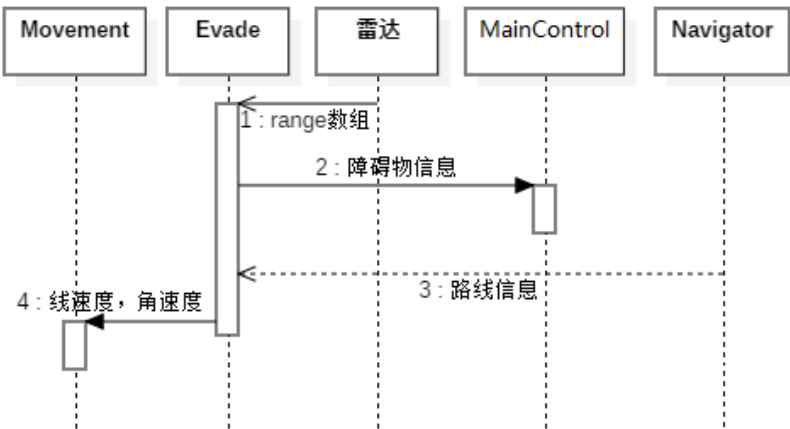 Movement
Evade
雷达
MainControl
Navigator
1 : range数组
2 : 障碍物信息
3 : 路线信息
4 : 线速度，角速度